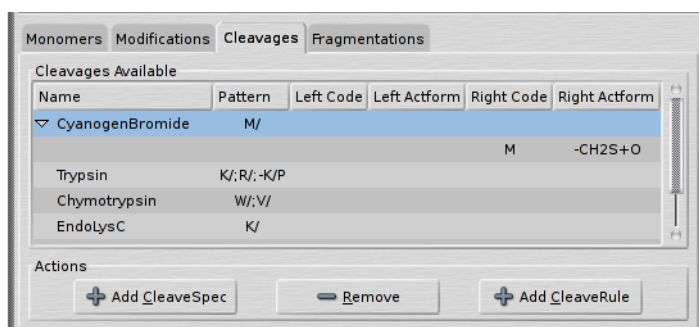 Monomers Modifications Cleavages Fragmentations
Cleavages Available
Name Pattern Left Code Left Actform Right Code Right Actform
CyanogenBromide M/
M -CH2S+O
Trypsin K/;R/;-K/P
Chymotrypsin W/;V/
EndoLysC K/
Actions
Add CleaveSpec Remove Add CleaveRule